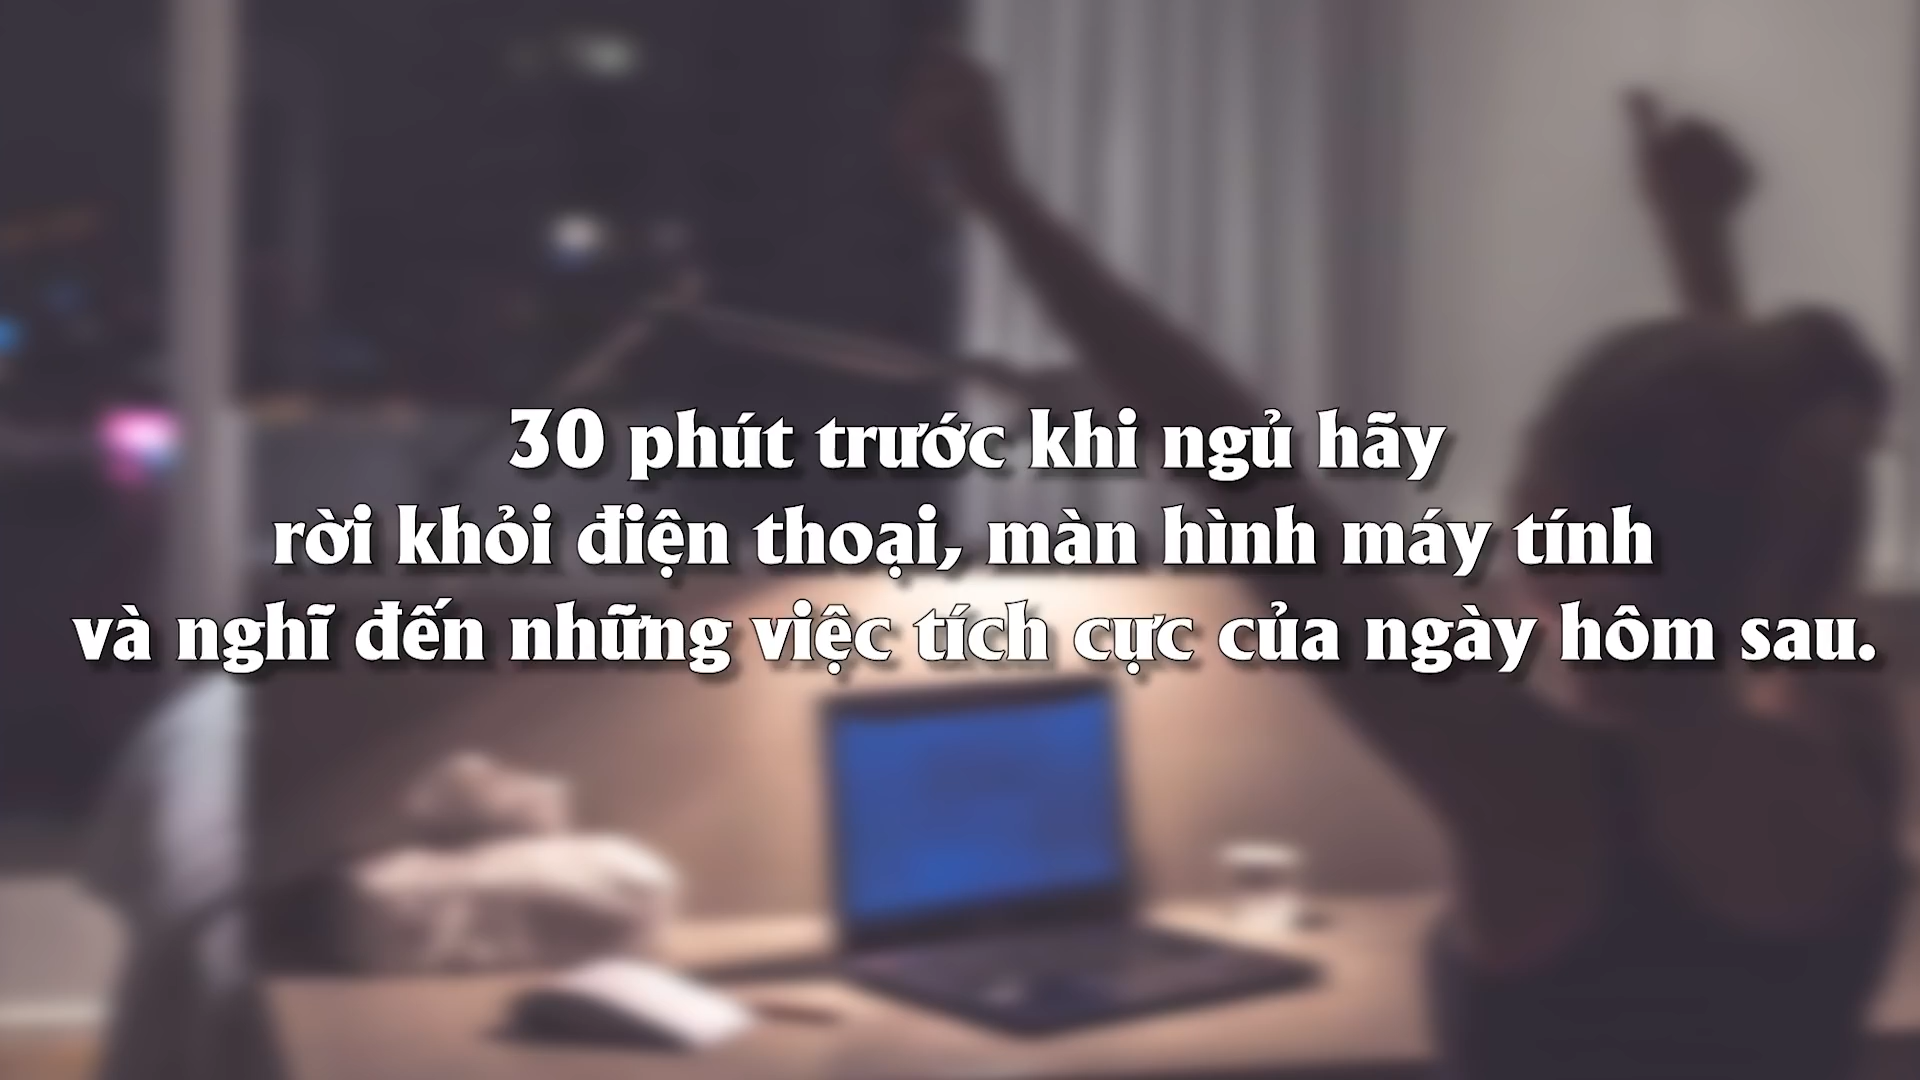 30 phút trước khi ngủ hãy
rời khỏi điện thoại, màn hình máy tính
và nghĩ đến những việc tích cực của ngày hôm sau.